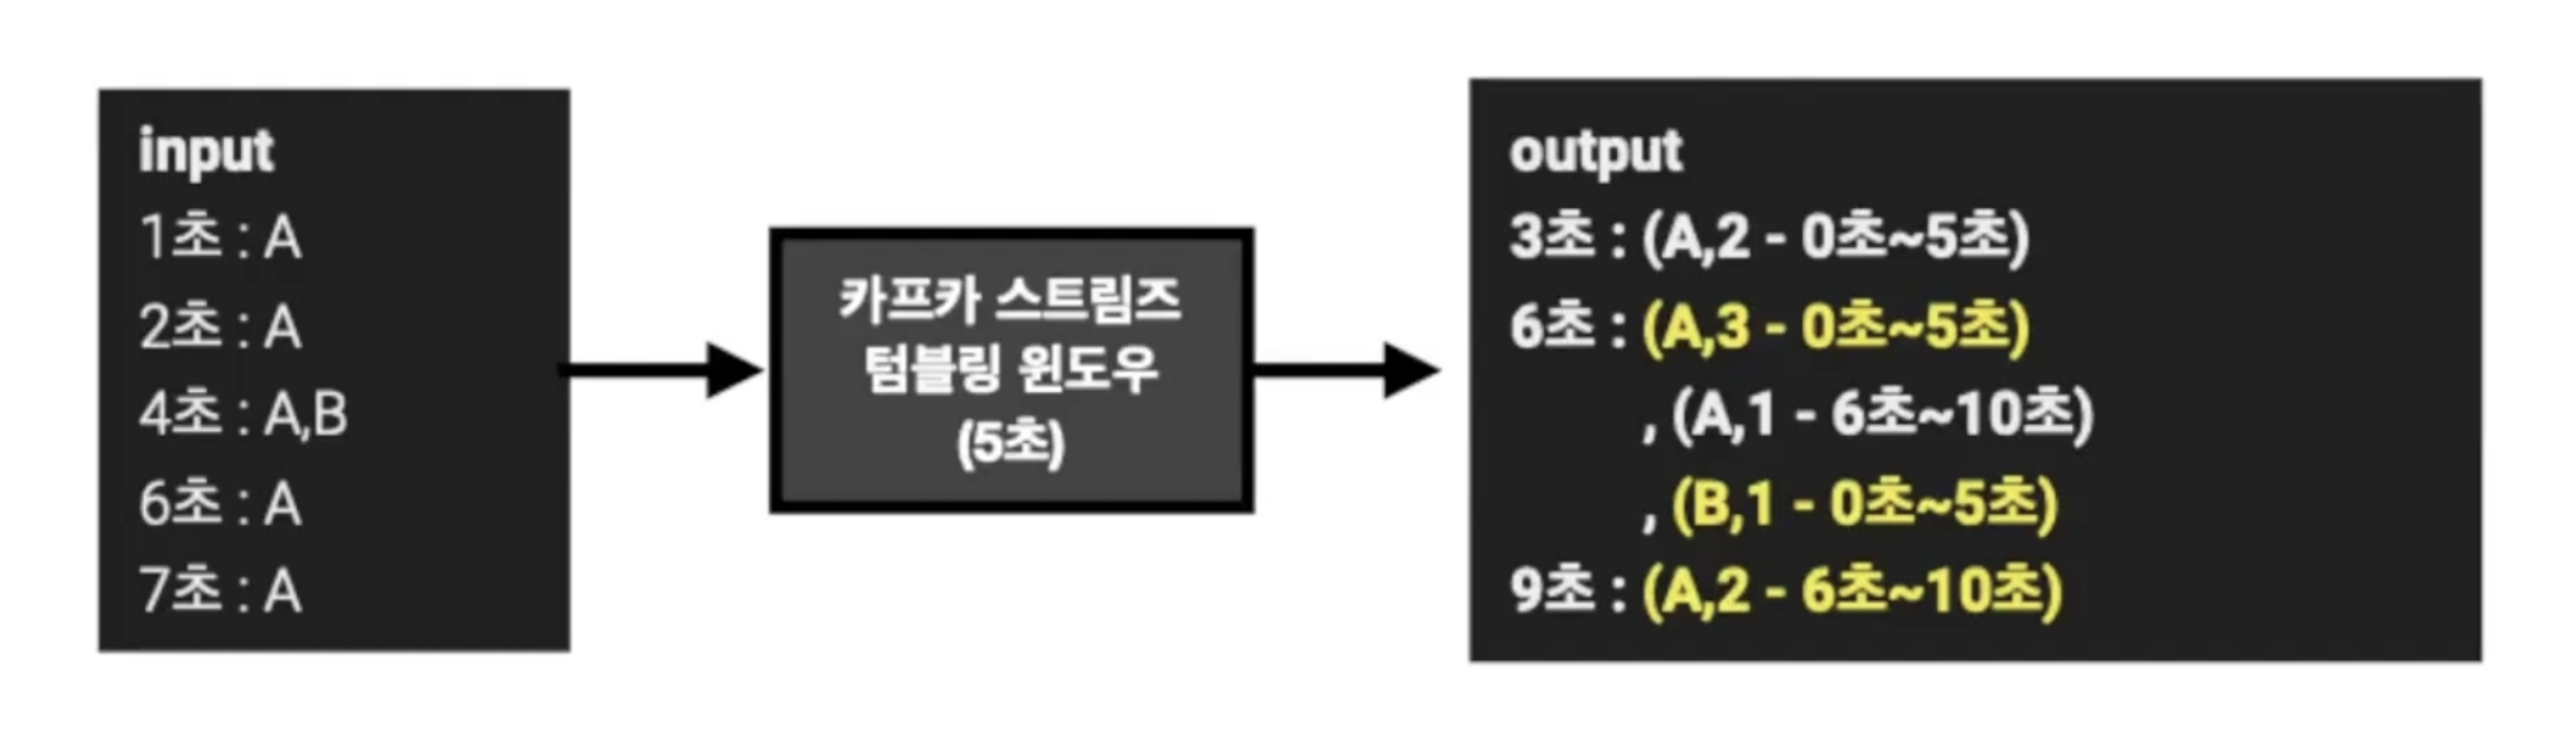 input
1초 : A
2초 : A
4초 : A,B
6초 : A
7초 : A
카프카 스트림즈
텀블링 윈도우
(5초)
output
3초 : (A,2 - 0초~5초)
6초 : (A,3 - 0초~5초)
, (A,1 - 6초~10초)
, (B,1 - 0초~5초)
9초 : (A,2 - 6초~10초)